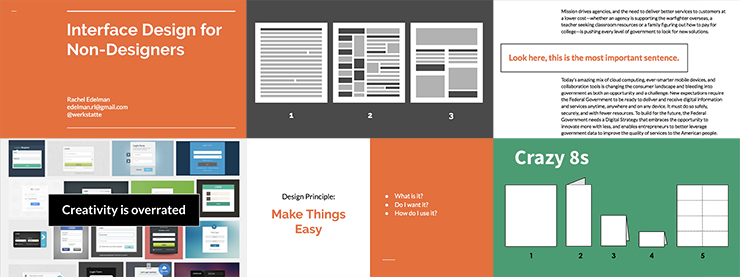 Interface Design for
Non-Designers
Rachel Edelman
edelman.rl@gmail.com
@werkstatte
1
2
3
Mission drives agencies, and the need to deliver better services to customers at
a lower cost—whether an agency is supporting the warfighter overseas, a
teacher seeking classroom resources or a family figuring out how to pay for
college—is pushing every level of government to look for new solutions.
Look here, this is the most important sentence.
Today's amazing mix of cloud computing, ever-smarter mobile devices, and
collaboration tools is changing the consumer landscape and bleeding into
government as both an opportunity and a challenge. New expectations require
the Federal Government to be ready to deliver and receive digital information
and services anytime, anywhere and on any device. It must do so safely,
securely, and with fewer resources. To build for the future, the Federal
Government needs a Digital Strategy that embraces the opportunity to
innovate more with less, and enables entrepreneurs to better leverage
government data to improve the quality of services to the American people.
Creativity is overrated
Design Principle:
Make Things
Easy
What is it?
Do I want it?
How do I use it?
Crazy 8s
1
2
3
4
5